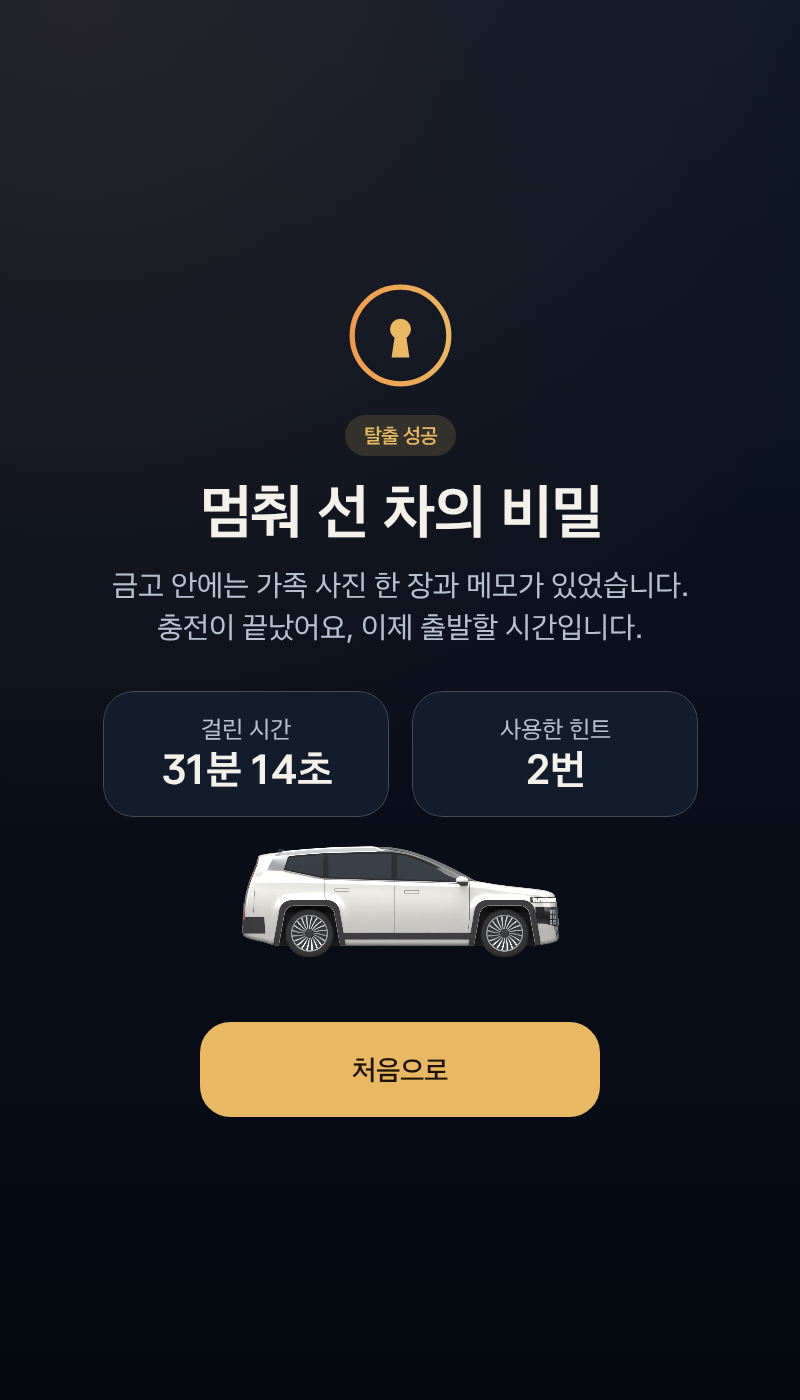 탈출 성공
멈춰 선 차의 비밀
금고 안에는 가족 사진 한 장과 메모가 있었습니다.
충전이 끝났어요, 이제 출발할 시간입니다.
걸린 시간
31분 14초
사용한 힌트
2번
처음으로